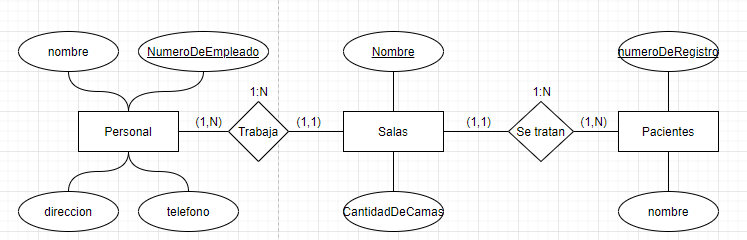 nombre
NumeroDeEmpleado
Nombre
numeroDeRegistro
1:N
1:N
Personal
(1,N)
Trabaja
(1,1)
Salas
(1,1)
Se tratan
(1,N)
Pacientes
direccion
telefono
CantidadDeCamas
nombre